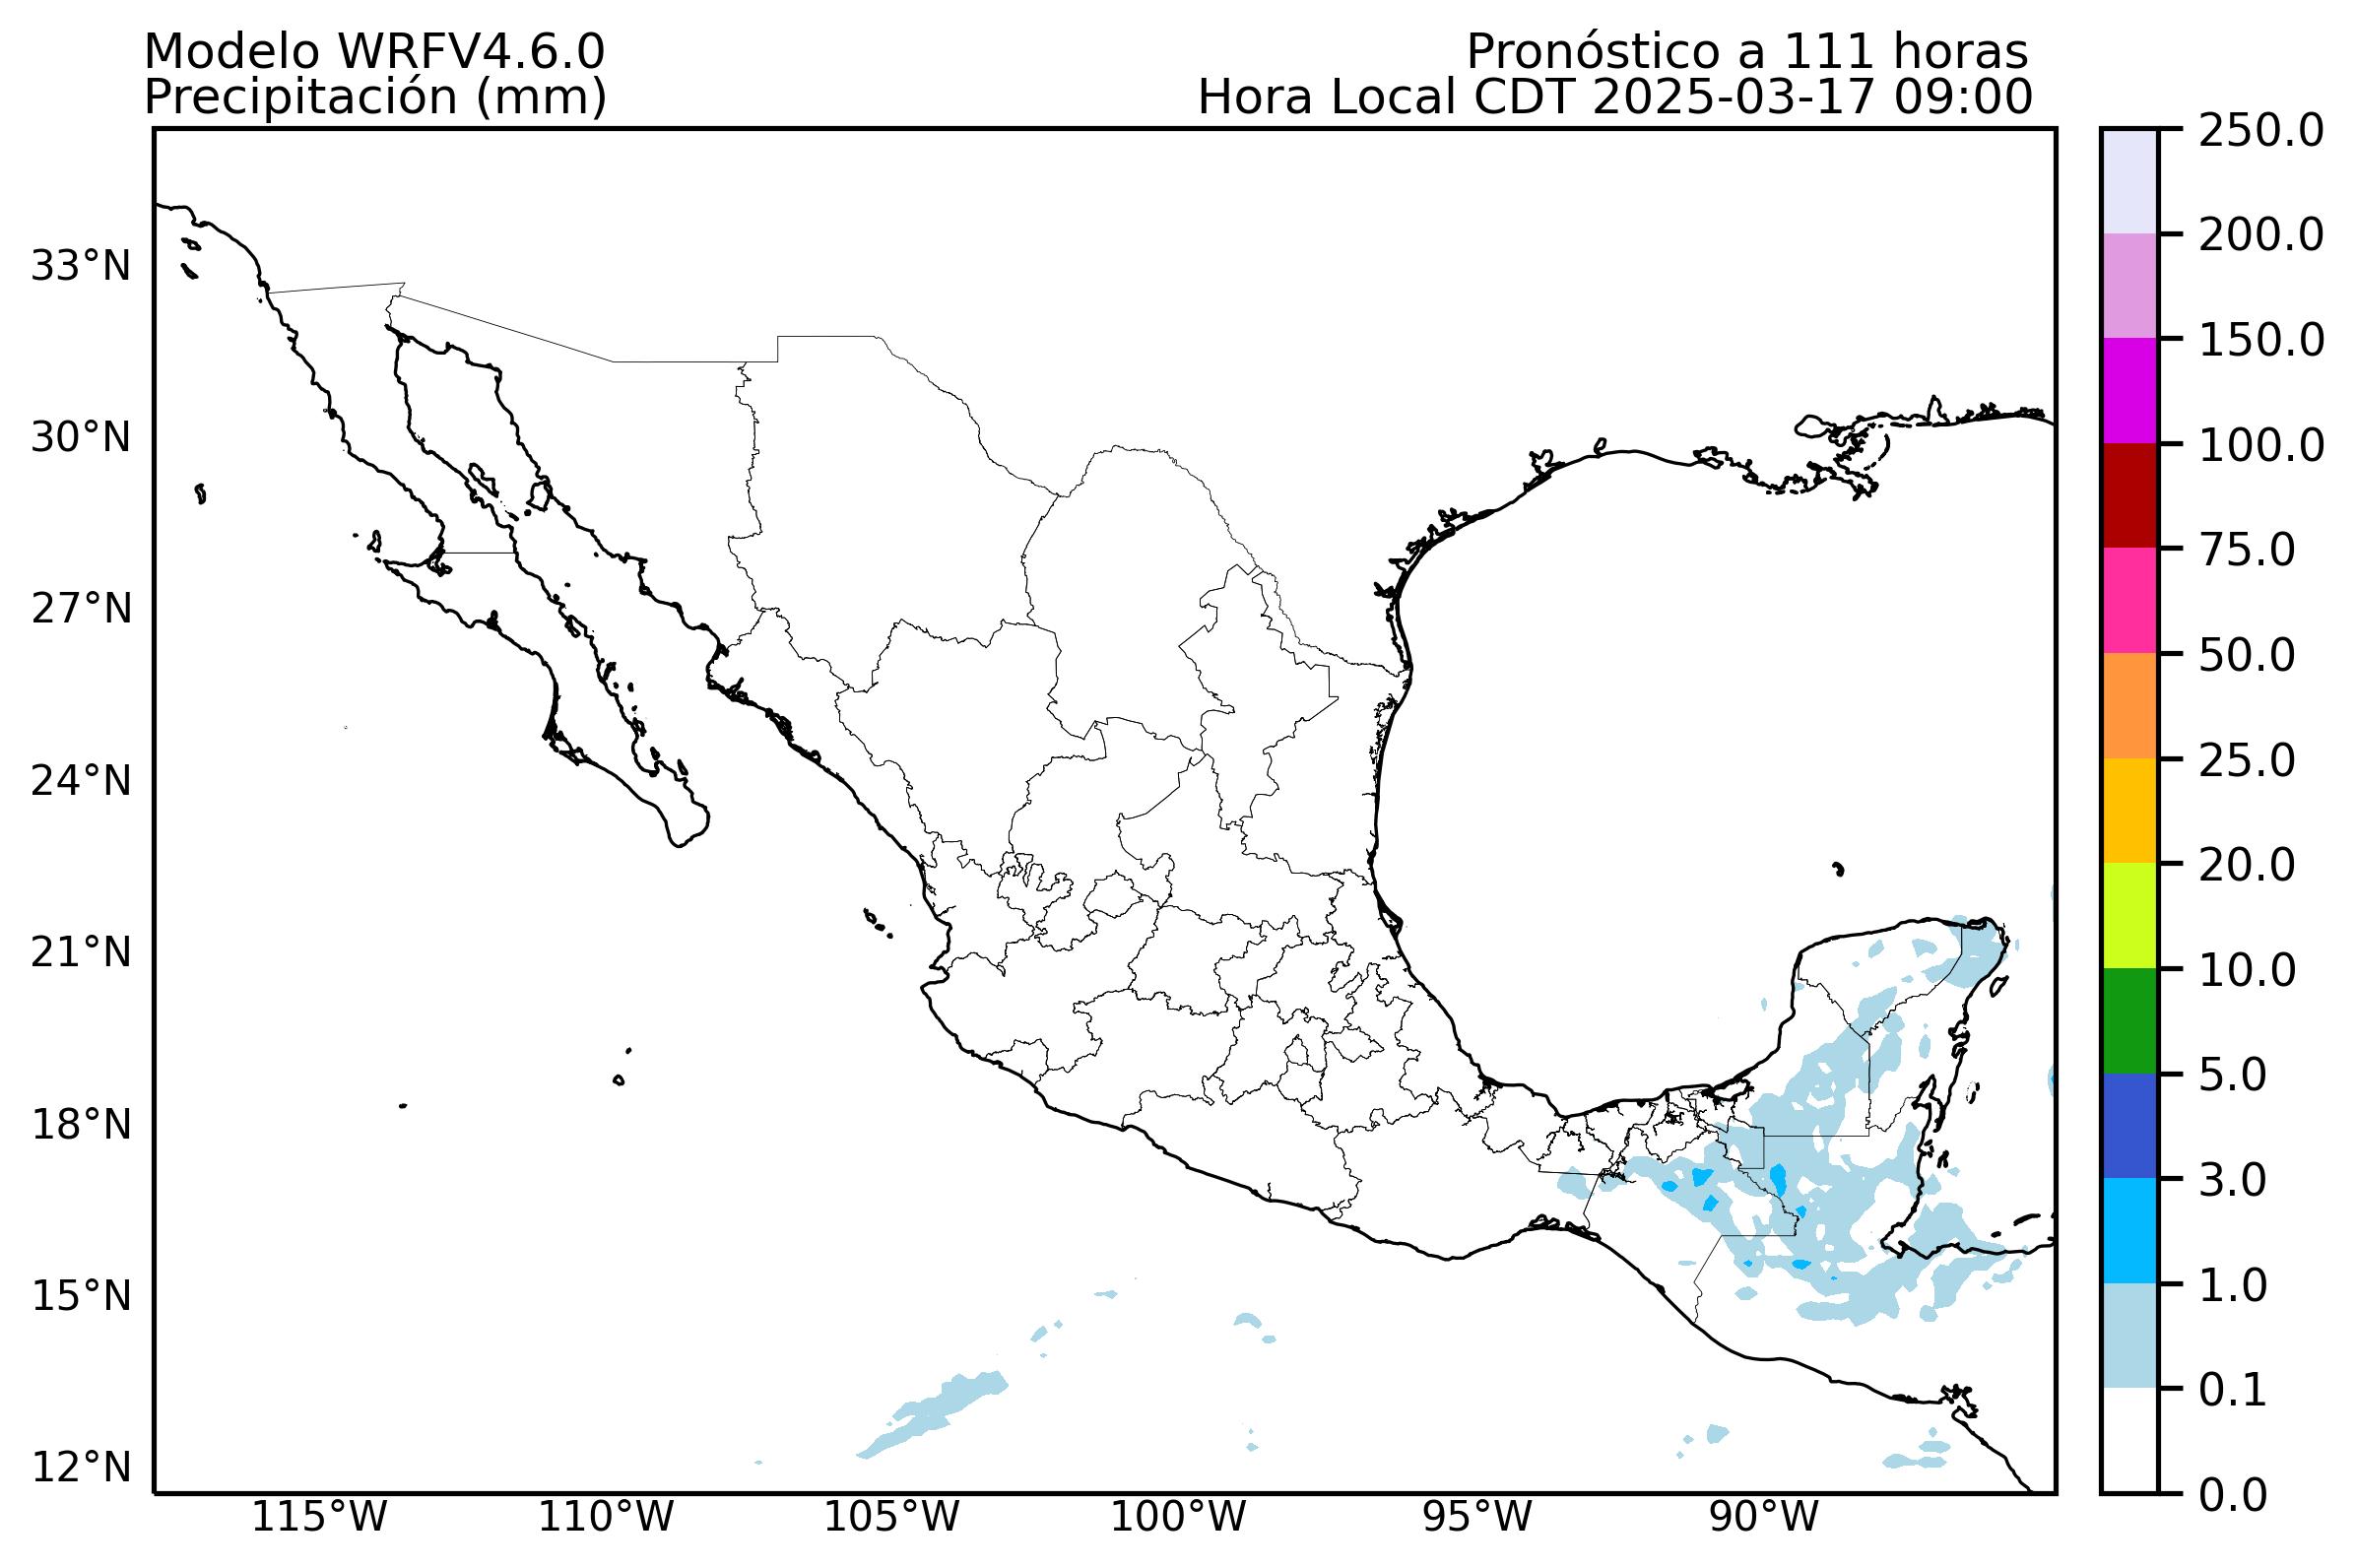 Modelo WRFV4.6.0
Precipitación (mm)
Pronóstico a 111 horas
Hora Local CDT 2025-03-17 09:00
33°N
30°N
27°N
24°N
21°N
18°N
15°N
12°N
115°W
110°W
105°W
100°W
95°W
90°W
250.0
200.0
150.0
100.0
75.0
50.0
25.0
20.0
10.0
5.0
3.0
1.0
0.1
0.0